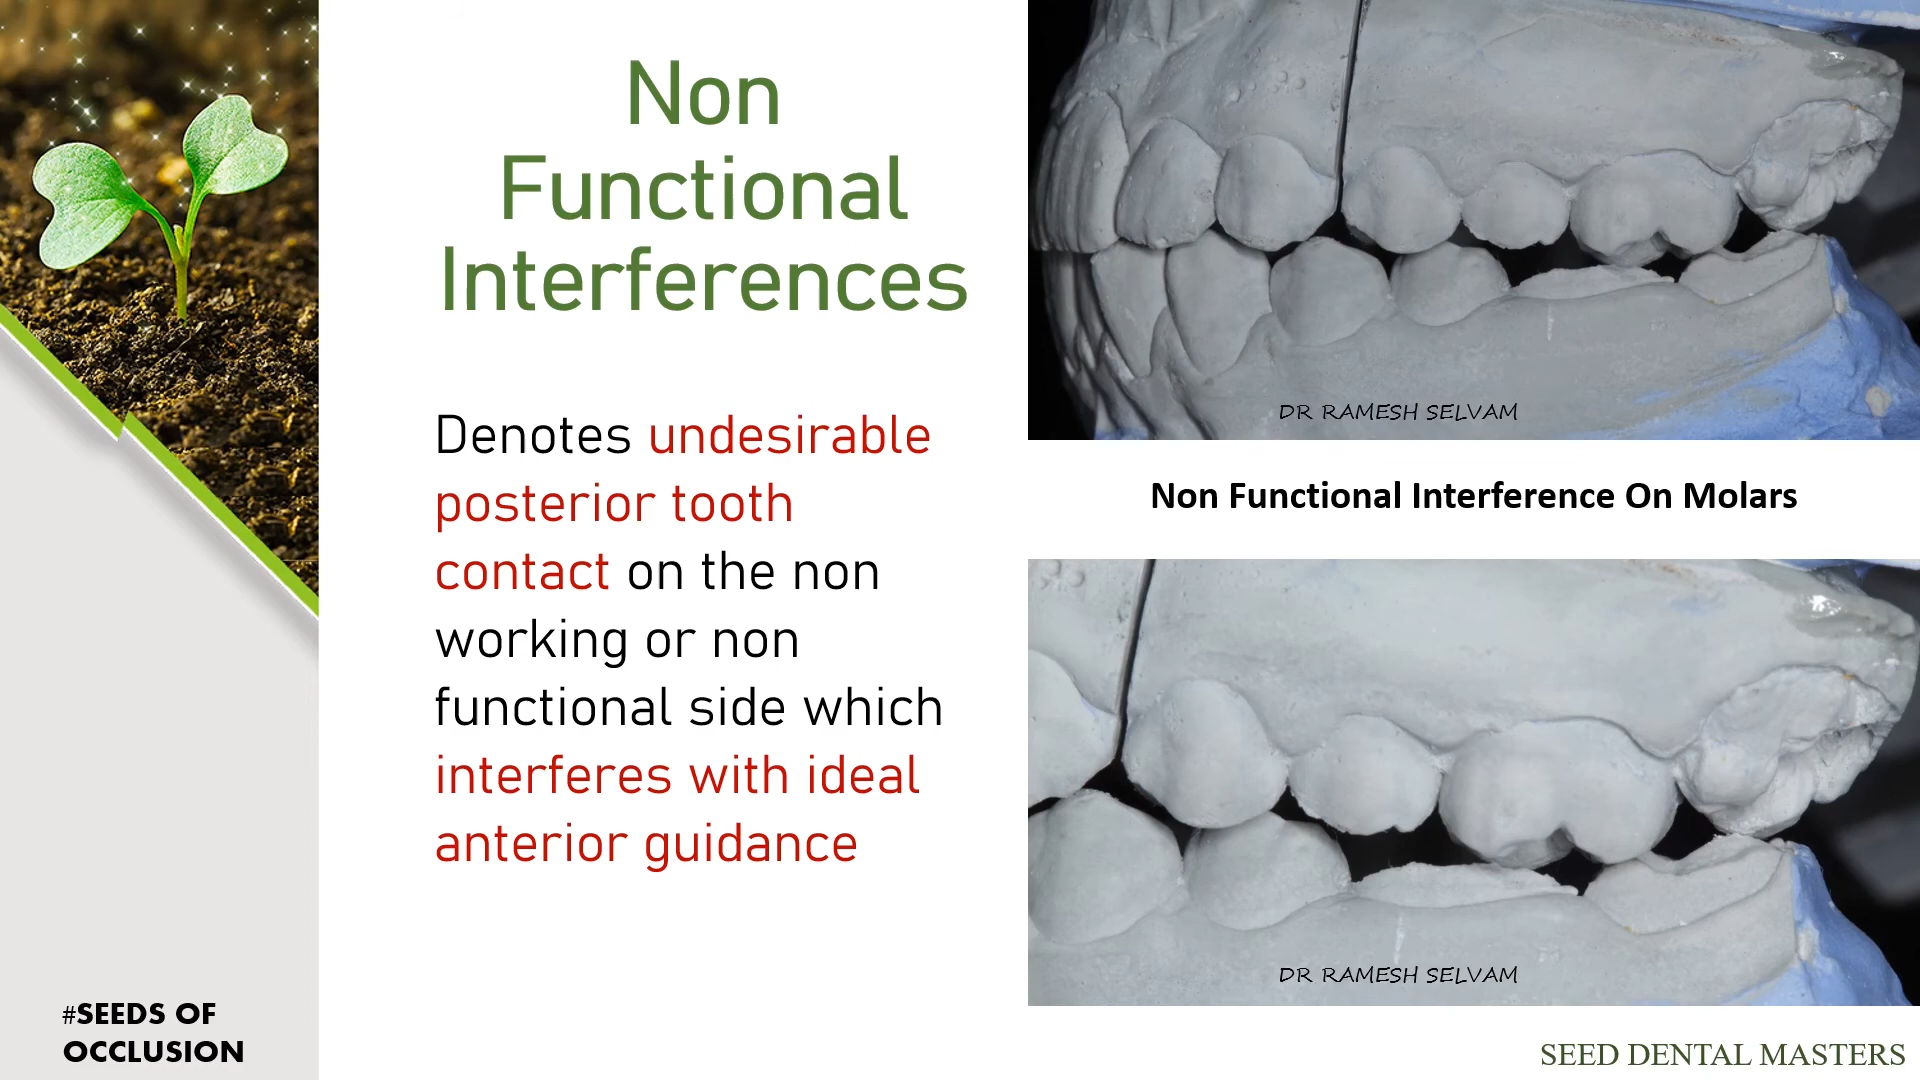 Non
Functional
Interferences
Denotes undesirable
posterior tooth
contact on the non
working or non
functional side which
interferes with ideal
anterior guidance
DR RAMESH SELVAM
Non Functional Interference On Molars
DR RAMESH SELVAM
#SEEDS OF
OCCLUSION
SEED DENTAL MASTERS